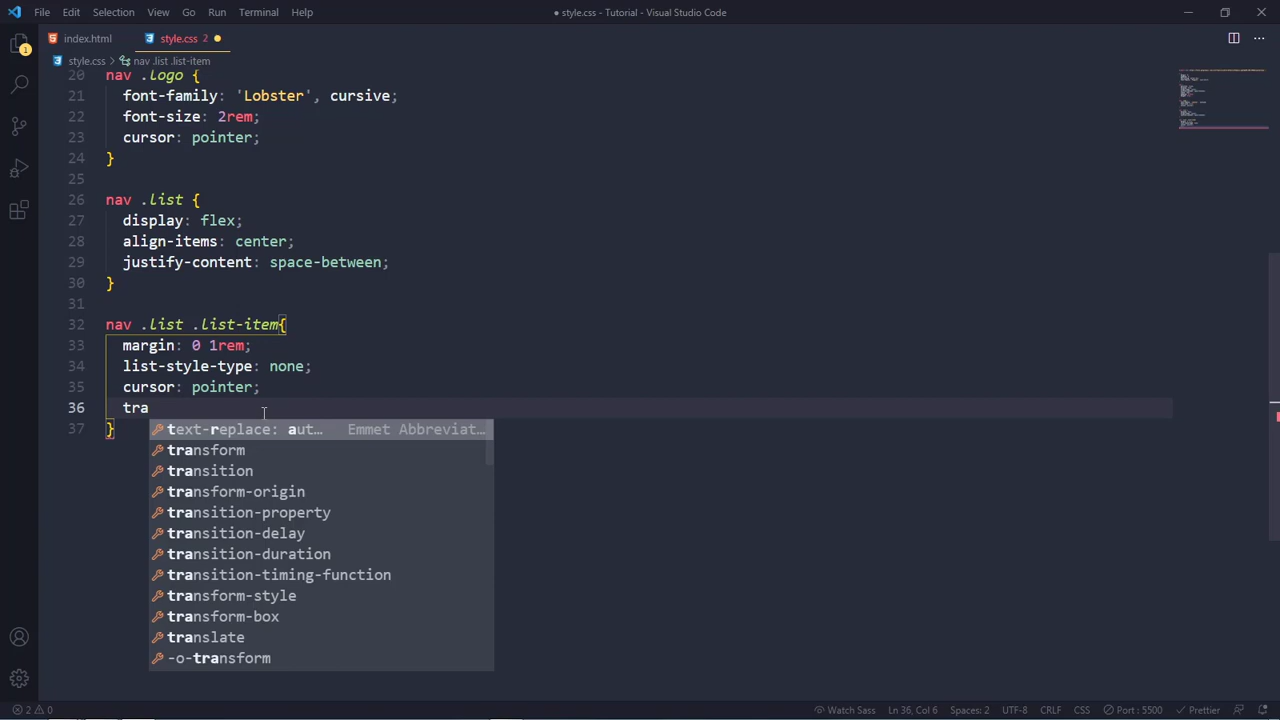 File Edit Selection View Go Run Terminal Help
● style.css - Tutorial - Visual Studio Code
index.html
style.css 2
style.css > nav .list .list-item
1
20 nav .logo {
21 font-family: 'Lobster', cursive;
22 font-size: 2rem;
23 cursor: pointer;
24 }
25
26 nav .list {
27 display: flex;
28 align-items: center;
29 justify-content: space-between;
30 }
31
32 nav .list .list-item{
33 margin: 0 1rem;
34 list-style-type: none;
35 cursor: pointer;
36 tra
37 }
text-replace: aut… Emmet Abbreviat…
transform
transition
transform-origin
transition-property
transition-delay
transition-duration
transition-timing-function
transform-style
transform-box
translate
-o-transform
2 0
Watch Sass Ln 36, Col 6 Spaces: 2 UTF-8 CRLF CSS Port : 5500 Prettier